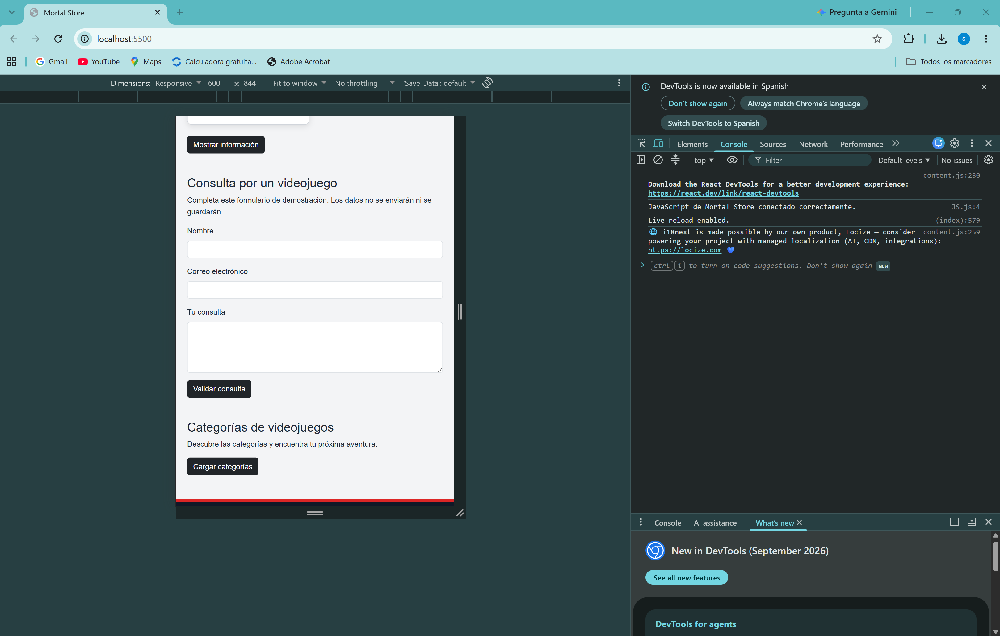 Mortal Store
Pregunta a Gemini
localhost:5500
S
Gmail
YouTube
Maps
Calculadora gratuita...
Adobe Acrobat
Todos los marcadores
Dimensions: Responsive 600 × 844 Fit to window No throttling 'Save-Data': default
Mostrar información
Consulta por un videojuego
Completa este formulario de demostración. Los datos no se enviarán ni se
guardarán.
Nombre
Correo electrónico
Tu consulta
Validar consulta
Categorías de videojuegos
Descubre las categorías y encuentra tu próxima aventura.
Cargar categorías
DevTools is now available in Spanish
Don't show again
Always match Chrome's language
Switch DevTools to Spanish
Elements Console Sources Network Performance
top Filter Default levels No issues
content.js:230
Download the React DevTools for a better development experience:
https://react.dev/link/react-devtools
JavaScript de Mortal Store conectado correctamente. JS.js:4
Live reload enabled. (index):579
🌐 i18next is made possible by our own product, Locize — consider content.js:259
powering your project with managed localization (AI, CDN, integrations):
https://locize.com 💙
ctrl i to turn on code suggestions. Don't show again NEW
Console AI assistance What's new
New in DevTools (September 2026)
See all new features
DevTools for agents